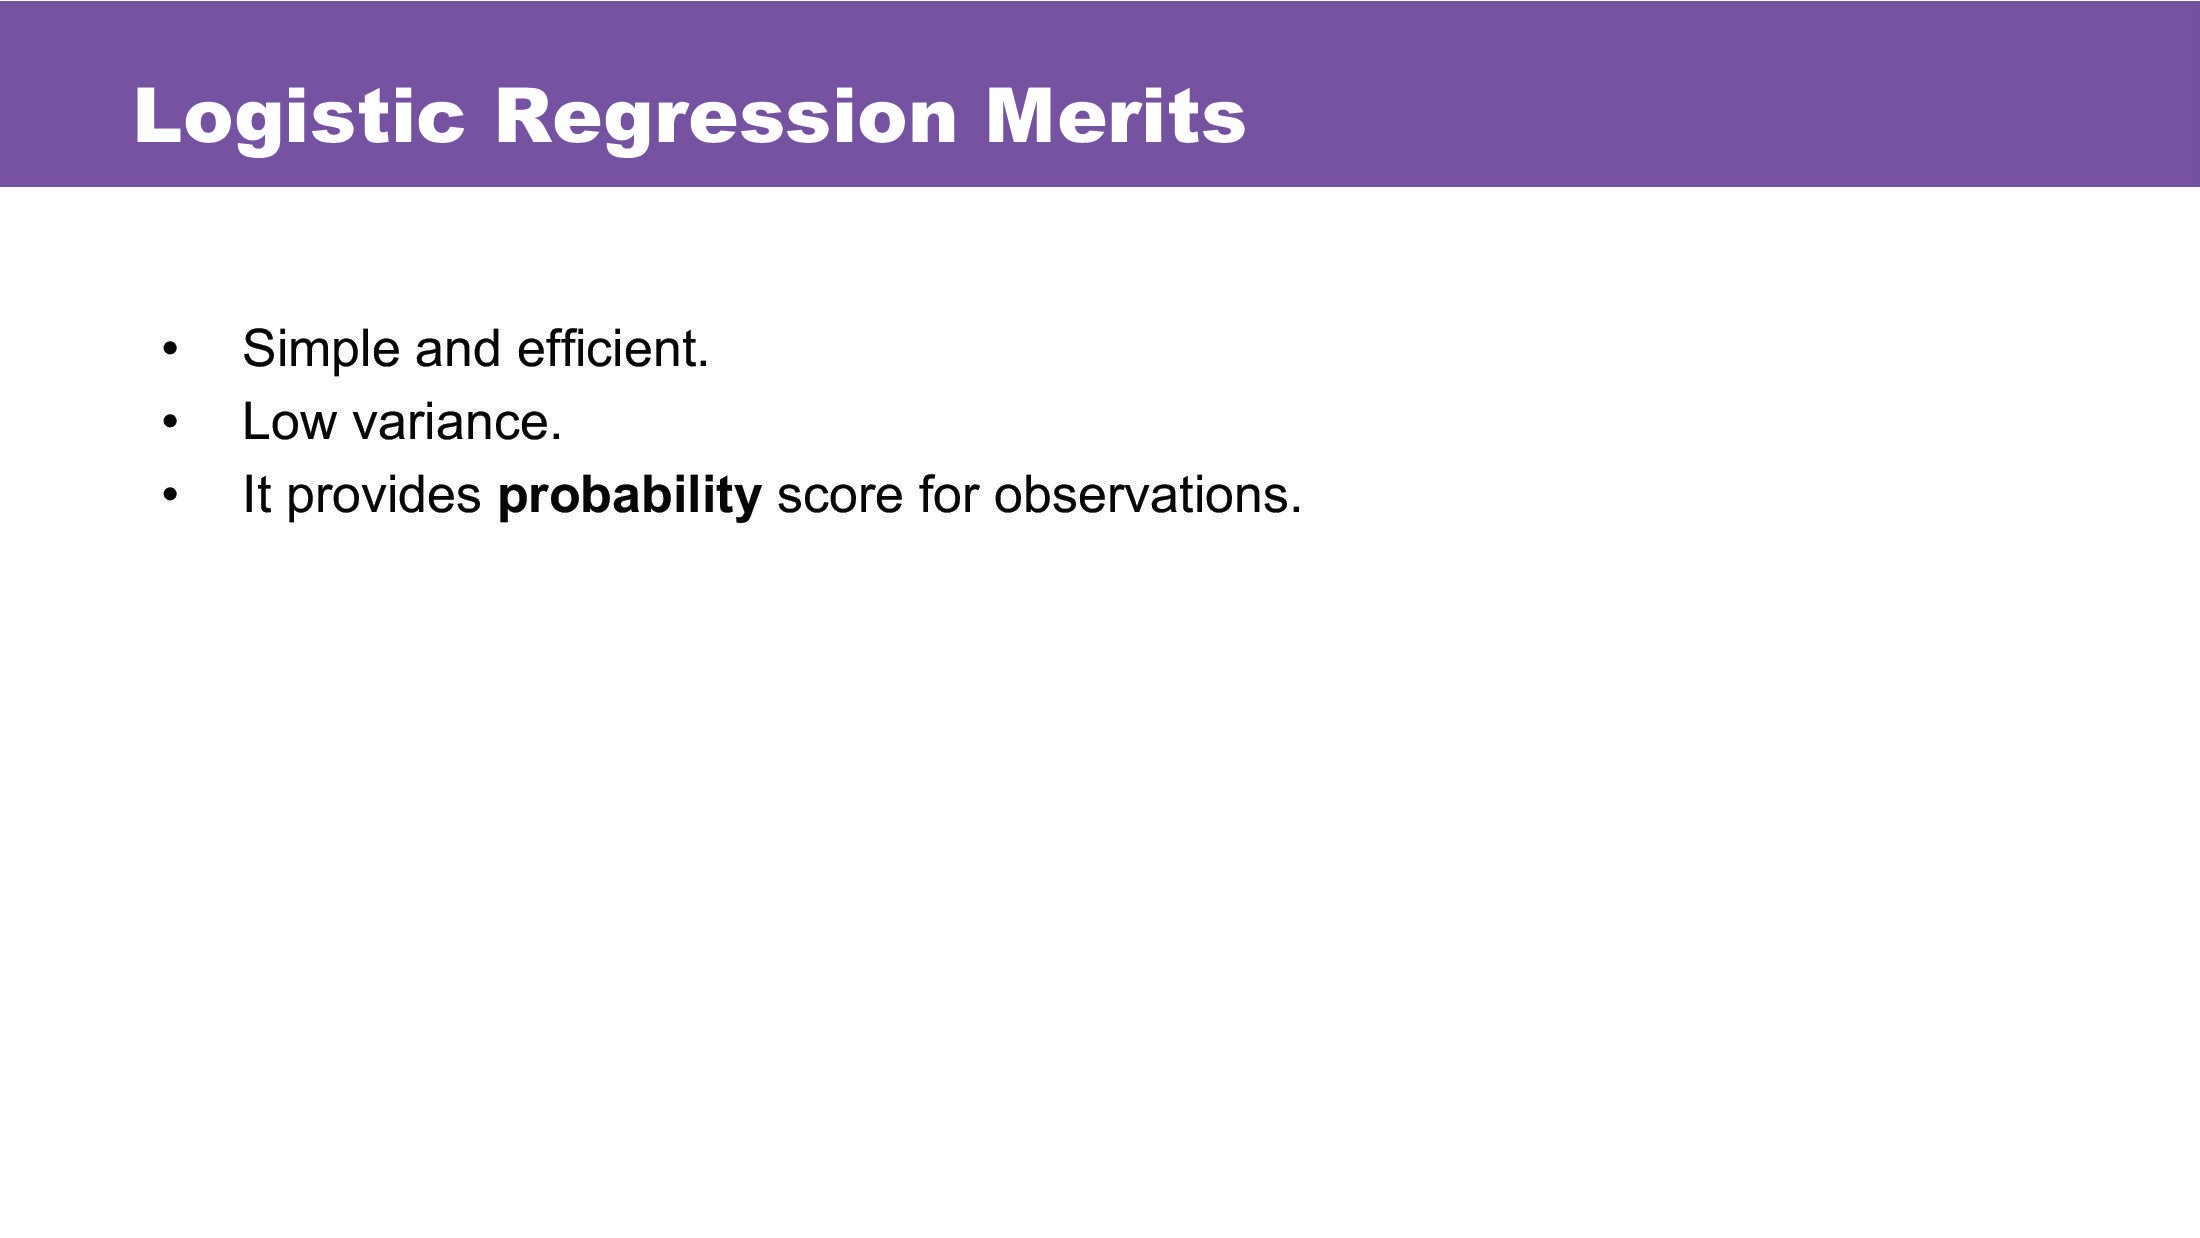 Logistic Regression Merits
• Simple and efficient.
• Low variance.
• It provides probability score for observations.